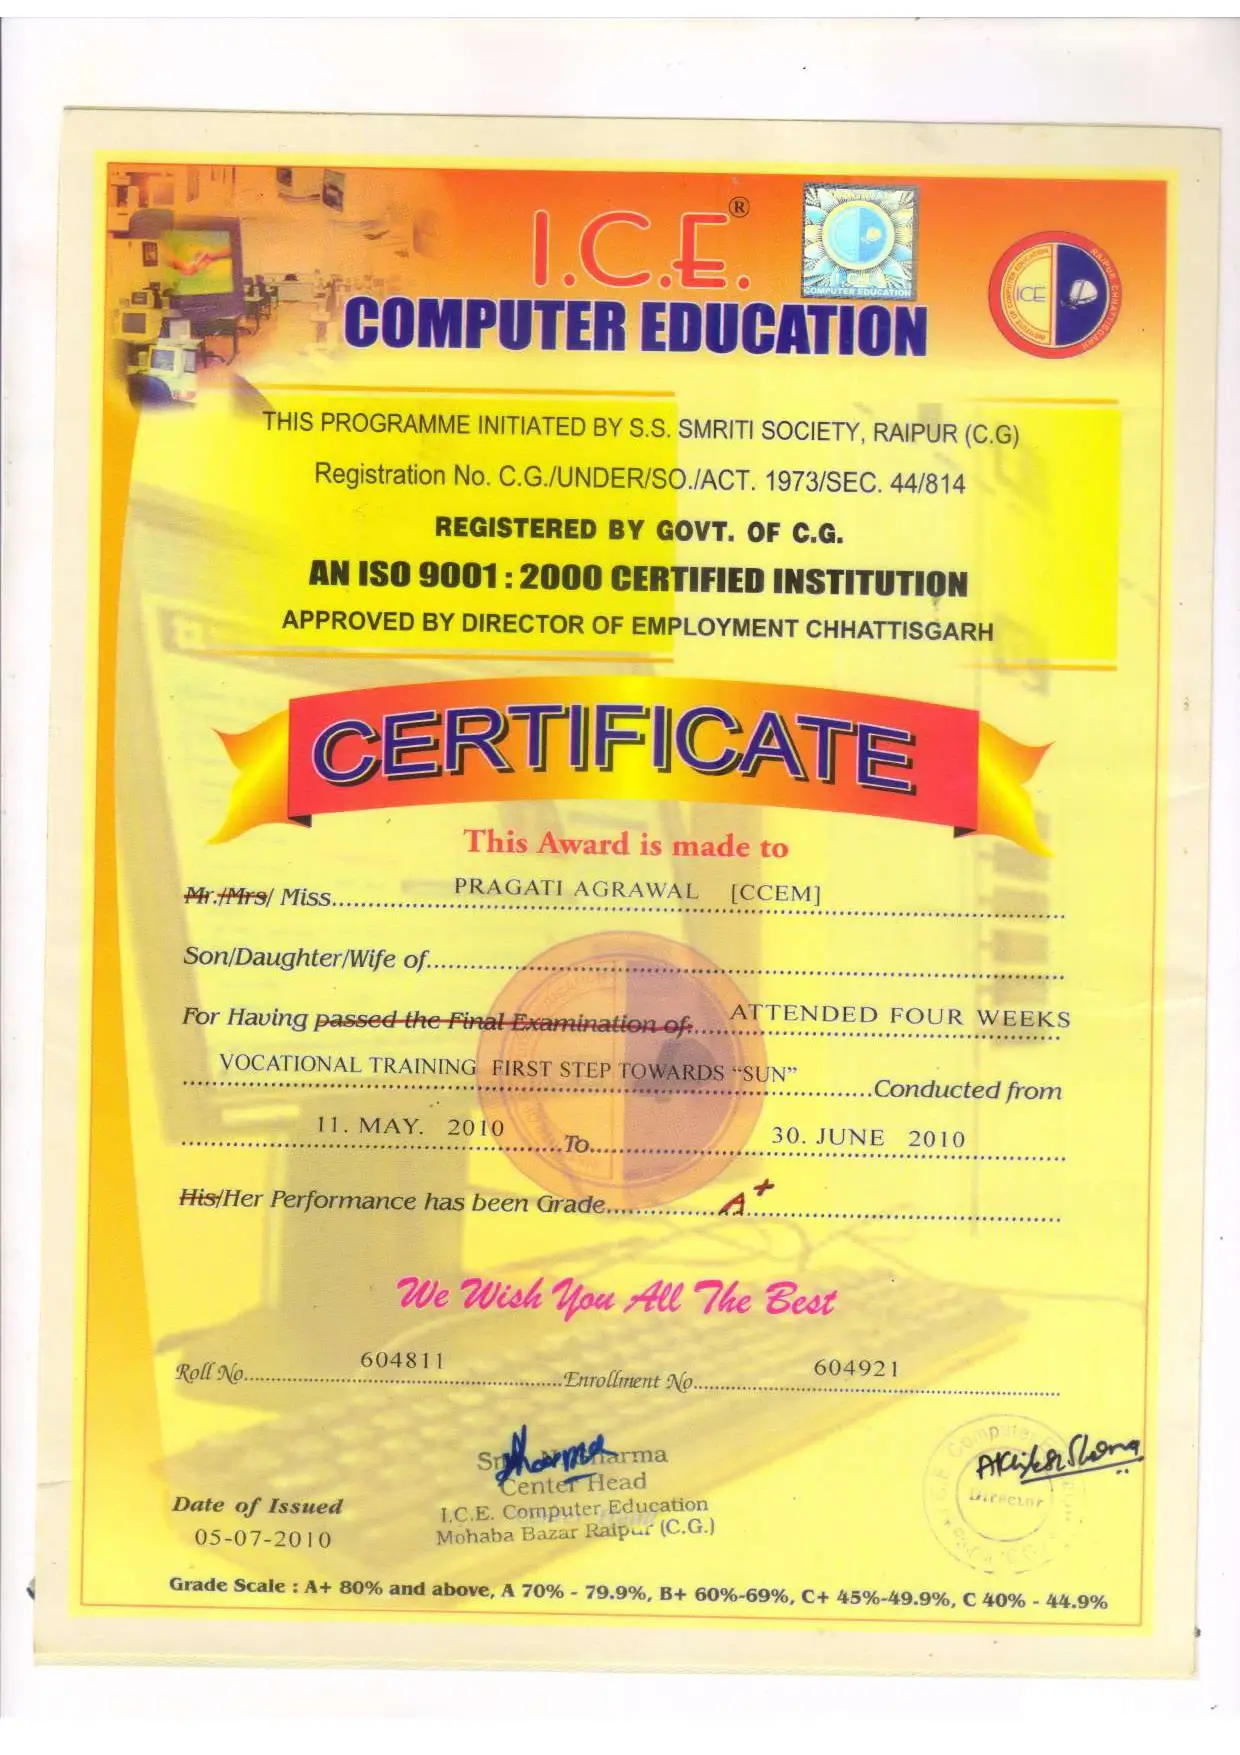 I.C.E.®
COMPUTER EDUCATION
COMPUTER EDUCATION
ICE
RAIPUR CHHATTISGARH
THIS PROGRAMME INITIATED BY S.S. SMRITI SOCIETY, RAIPUR (C.G)
Registration No. C.G./UNDER/SO./ACT. 1973/SEC. 44/814
REGISTERED BY GOVT. OF C.G.
AN ISO 9001 : 2000 CERTIFIED INSTITUTION
APPROVED BY DIRECTOR OF EMPLOYMENT CHHATTISGARH
CERTIFICATE
This Award is made to
Mr./Mrs/ Miss PRAGATI AGRAWAL [CCEM]
Son/Daughter/Wife of
For Having passed the Final Examination of. ATTENDED FOUR WEEKS
VOCATIONAL TRAINING FIRST STEP TOWARDS “SUN” Conducted from
11. MAY. 2010 To 30. JUNE 2010
His/Her Performance has been Grade A+
We Wish You All The Best
Roll No 604811 Enrollment No 604921
Sharma
Center Head
I.C.E. Computer Education
Mohaba Bazar Raipur (C.G.)
Akhilesh Sharma
Director
Date of Issued
05-07-2010
Grade Scale : A+ 80% and above, A 70% - 79.9%, B+ 60%-69%, C+ 45%-49.9%, C 40% - 44.9%